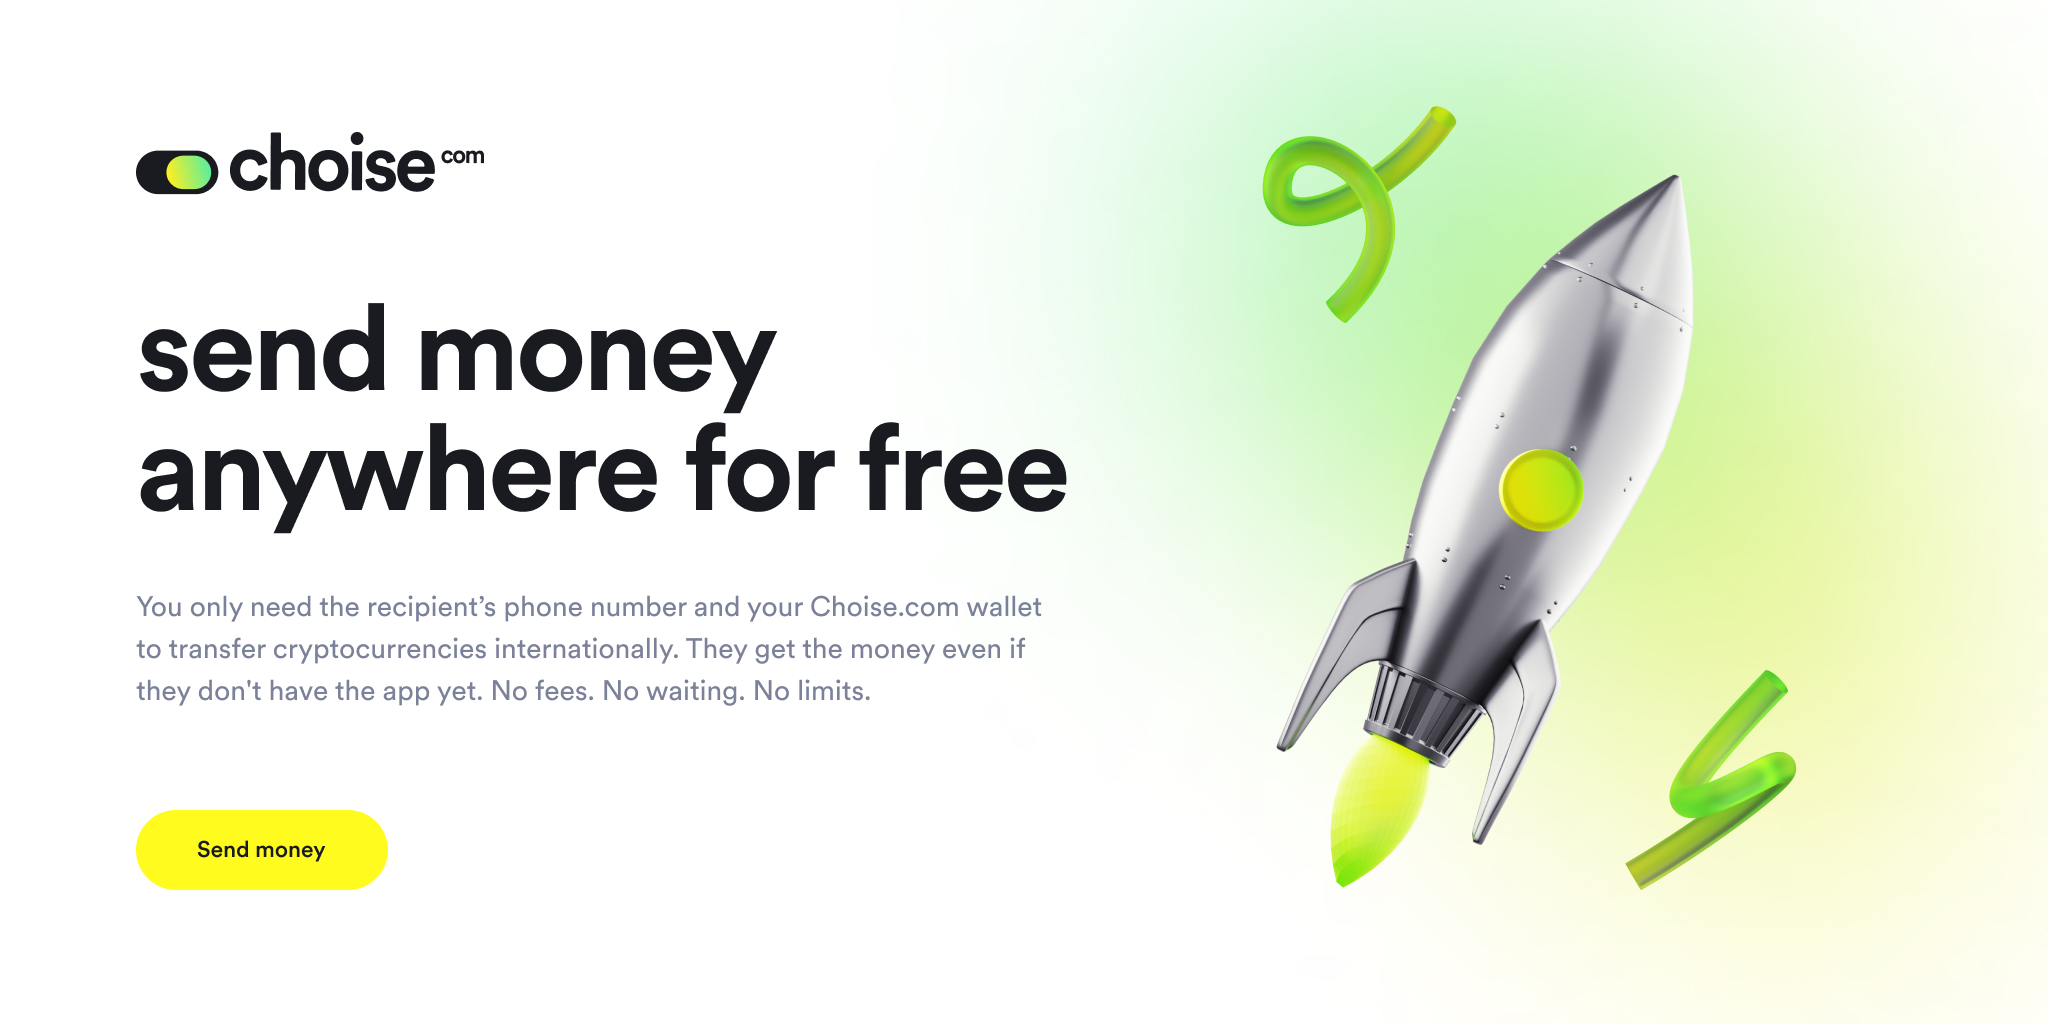 choise com
send money
anywhere for free
You only need the recipient’s phone number and your Choise.com wallet
to transfer cryptocurrencies internationally. They get the money even if
they don't have the app yet. No fees. No waiting. No limits.
Send money